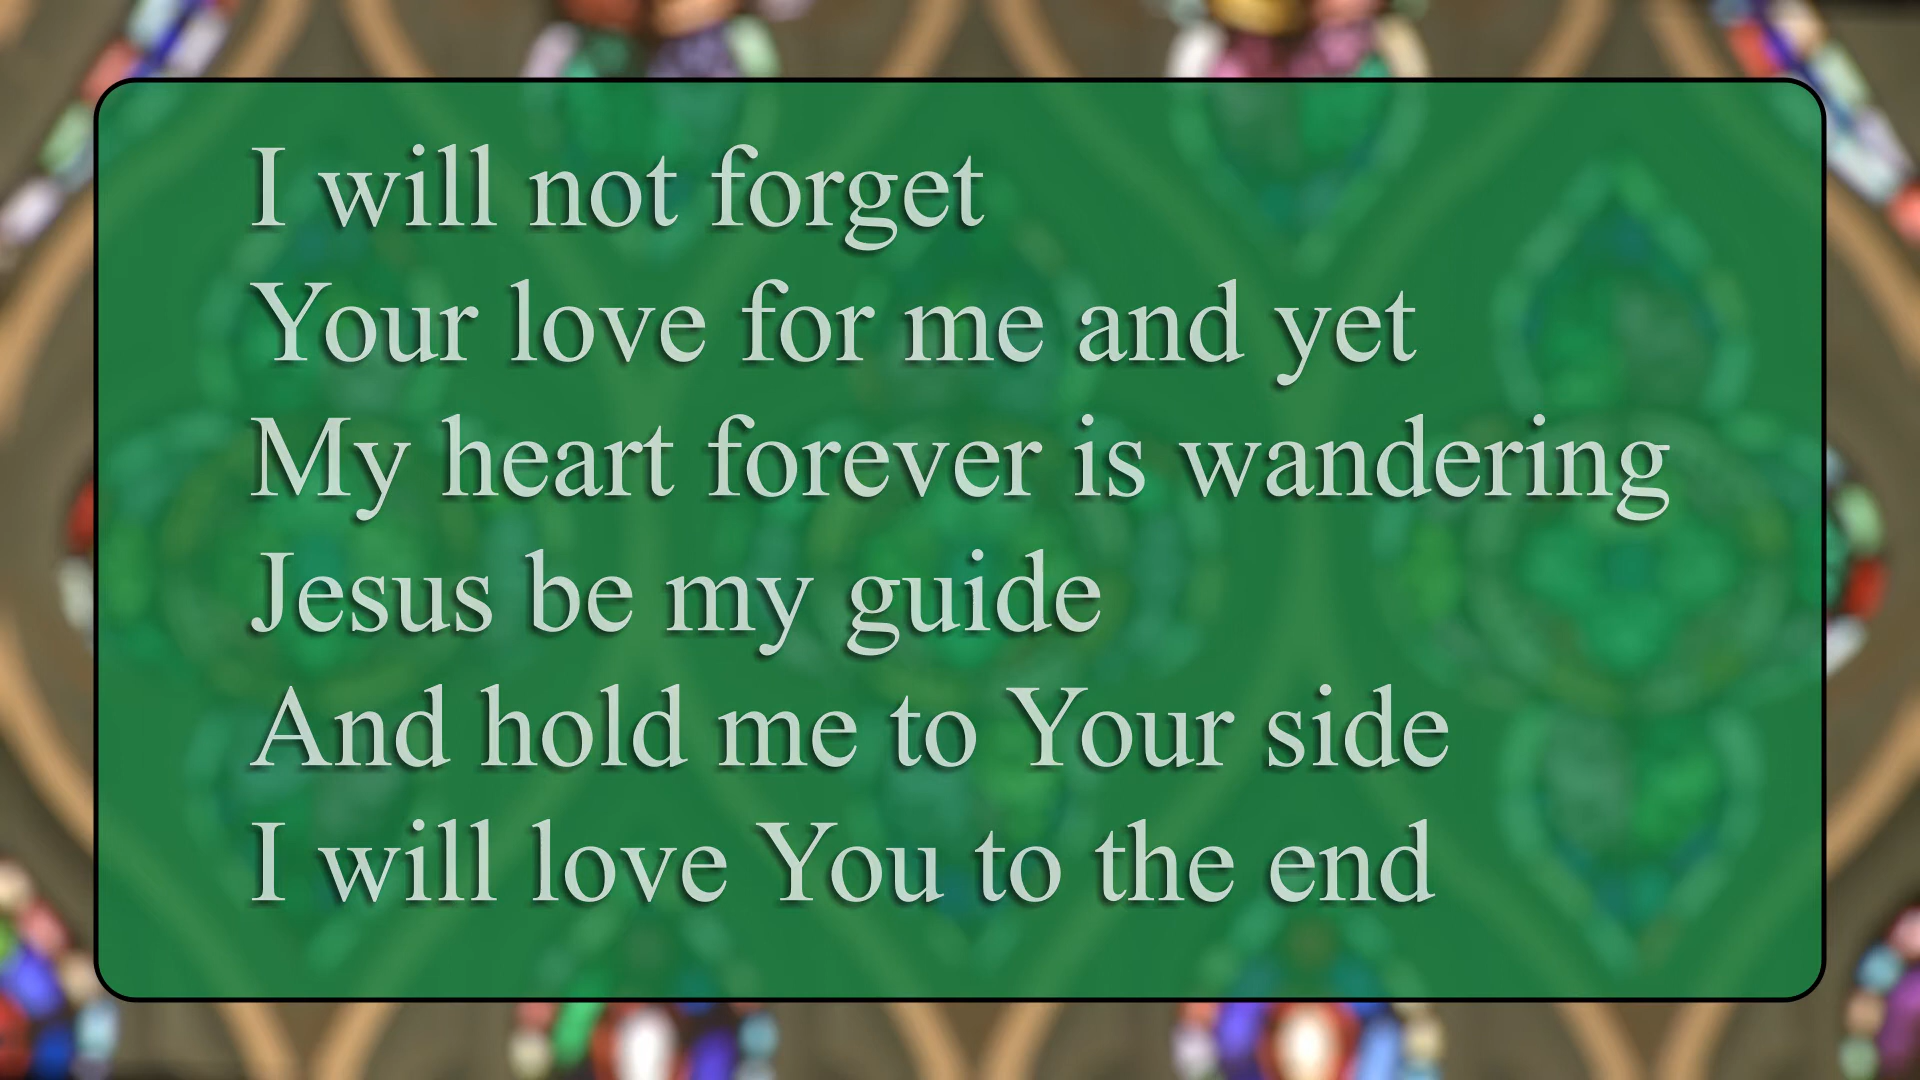 I will not forget
Your love for me and yet
My heart forever is wandering
Jesus be my guide
And hold me to Your side
I will love You to the end